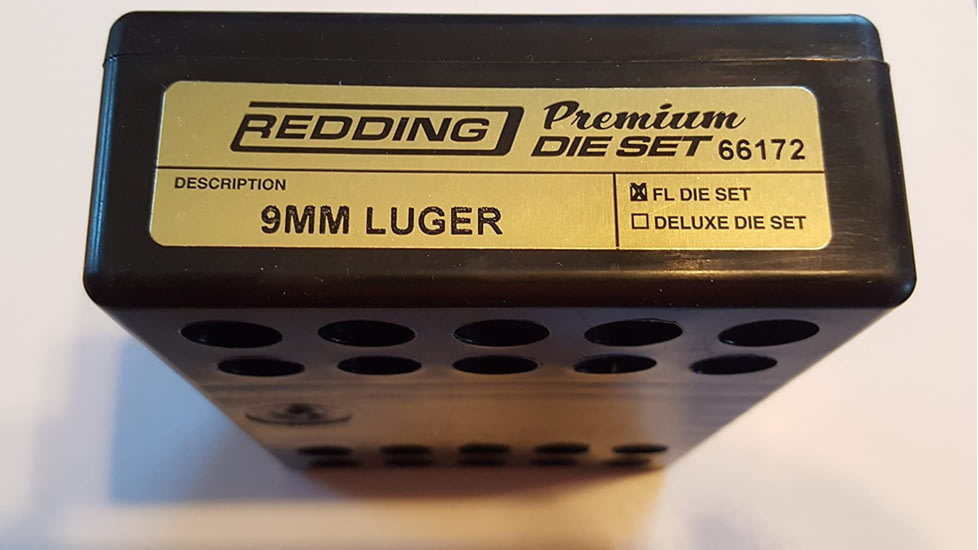 REDDING
Premium
DIE SET 66172
DESCRIPTION
9MM LUGER
FL DIE SET
DELUXE DIE SET